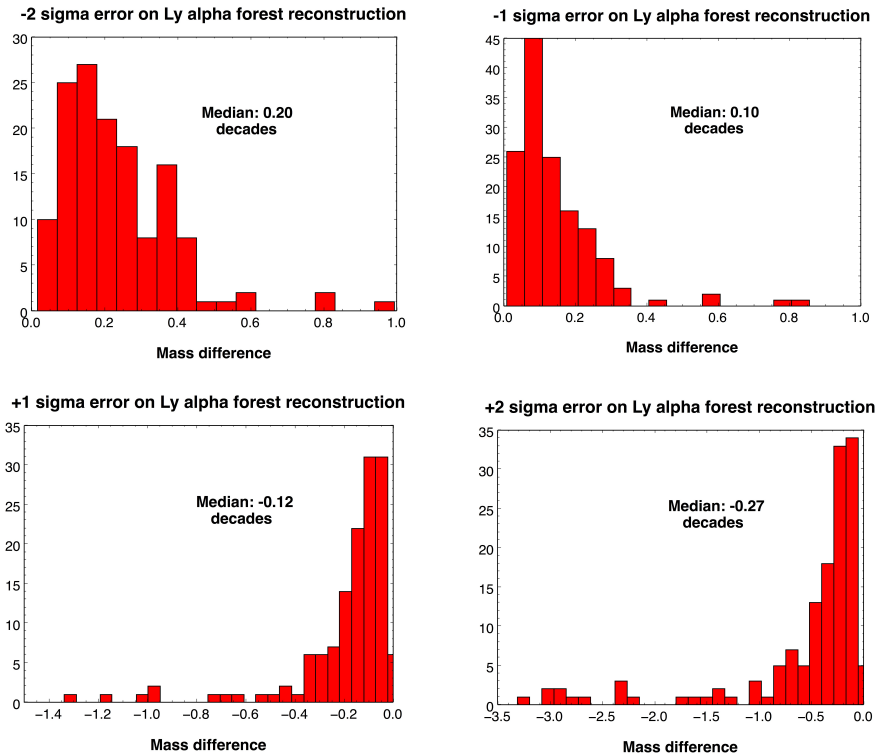 -2 sigma error on Ly alpha forest reconstruction
30
25
20
15
10
5
0
Median: 0.20
decades
0.0 0.2 0.4 0.6 0.8 1.0
Mass difference
-1 sigma error on Ly alpha forest reconstruction
45
40
35
30
25
20
15
10
5
0
Median: 0.10
decades
0.0 0.2 0.4 0.6 0.8 1.0
Mass difference
+1 sigma error on Ly alpha forest reconstruction
35
30
25
20
15
10
5
0
Median: -0.12
decades
−1.4 −1.2 −1.0 −0.8 −0.6 −0.4 −0.2 0.0
Mass difference
+2 sigma error on Ly alpha forest reconstruction
35
30
25
20
15
10
5
0
Median: -0.27
decades
−3.5 −3.0 −2.5 −2.0 −1.5 −1.0 −0.5 0.0
Mass difference